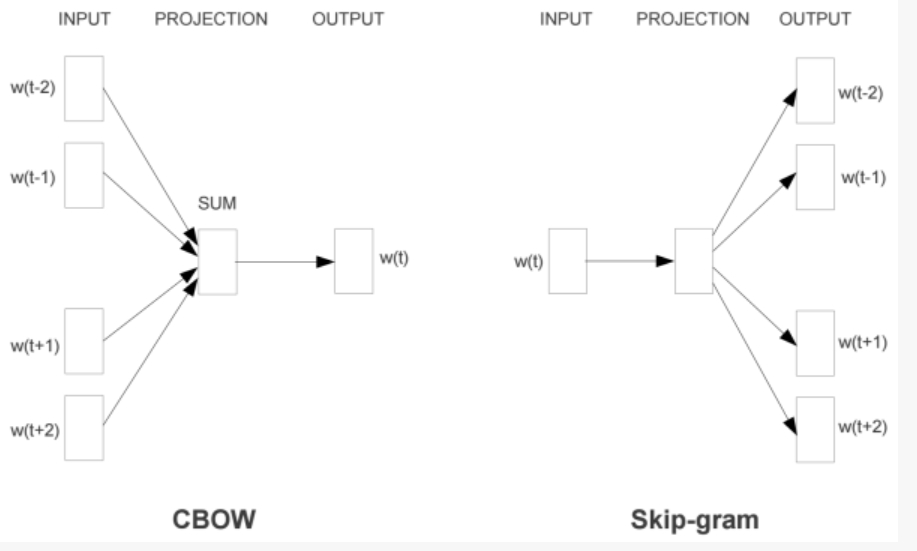 INPUT PROJECTION OUTPUT
w(t-2)
w(t-1)
SUM
w(t)
w(t+1)
w(t+2)
CBOW
INPUT PROJECTION OUTPUT
w(t-2)
w(t-1)
w(t)
w(t+1)
w(t+2)
Skip-gram